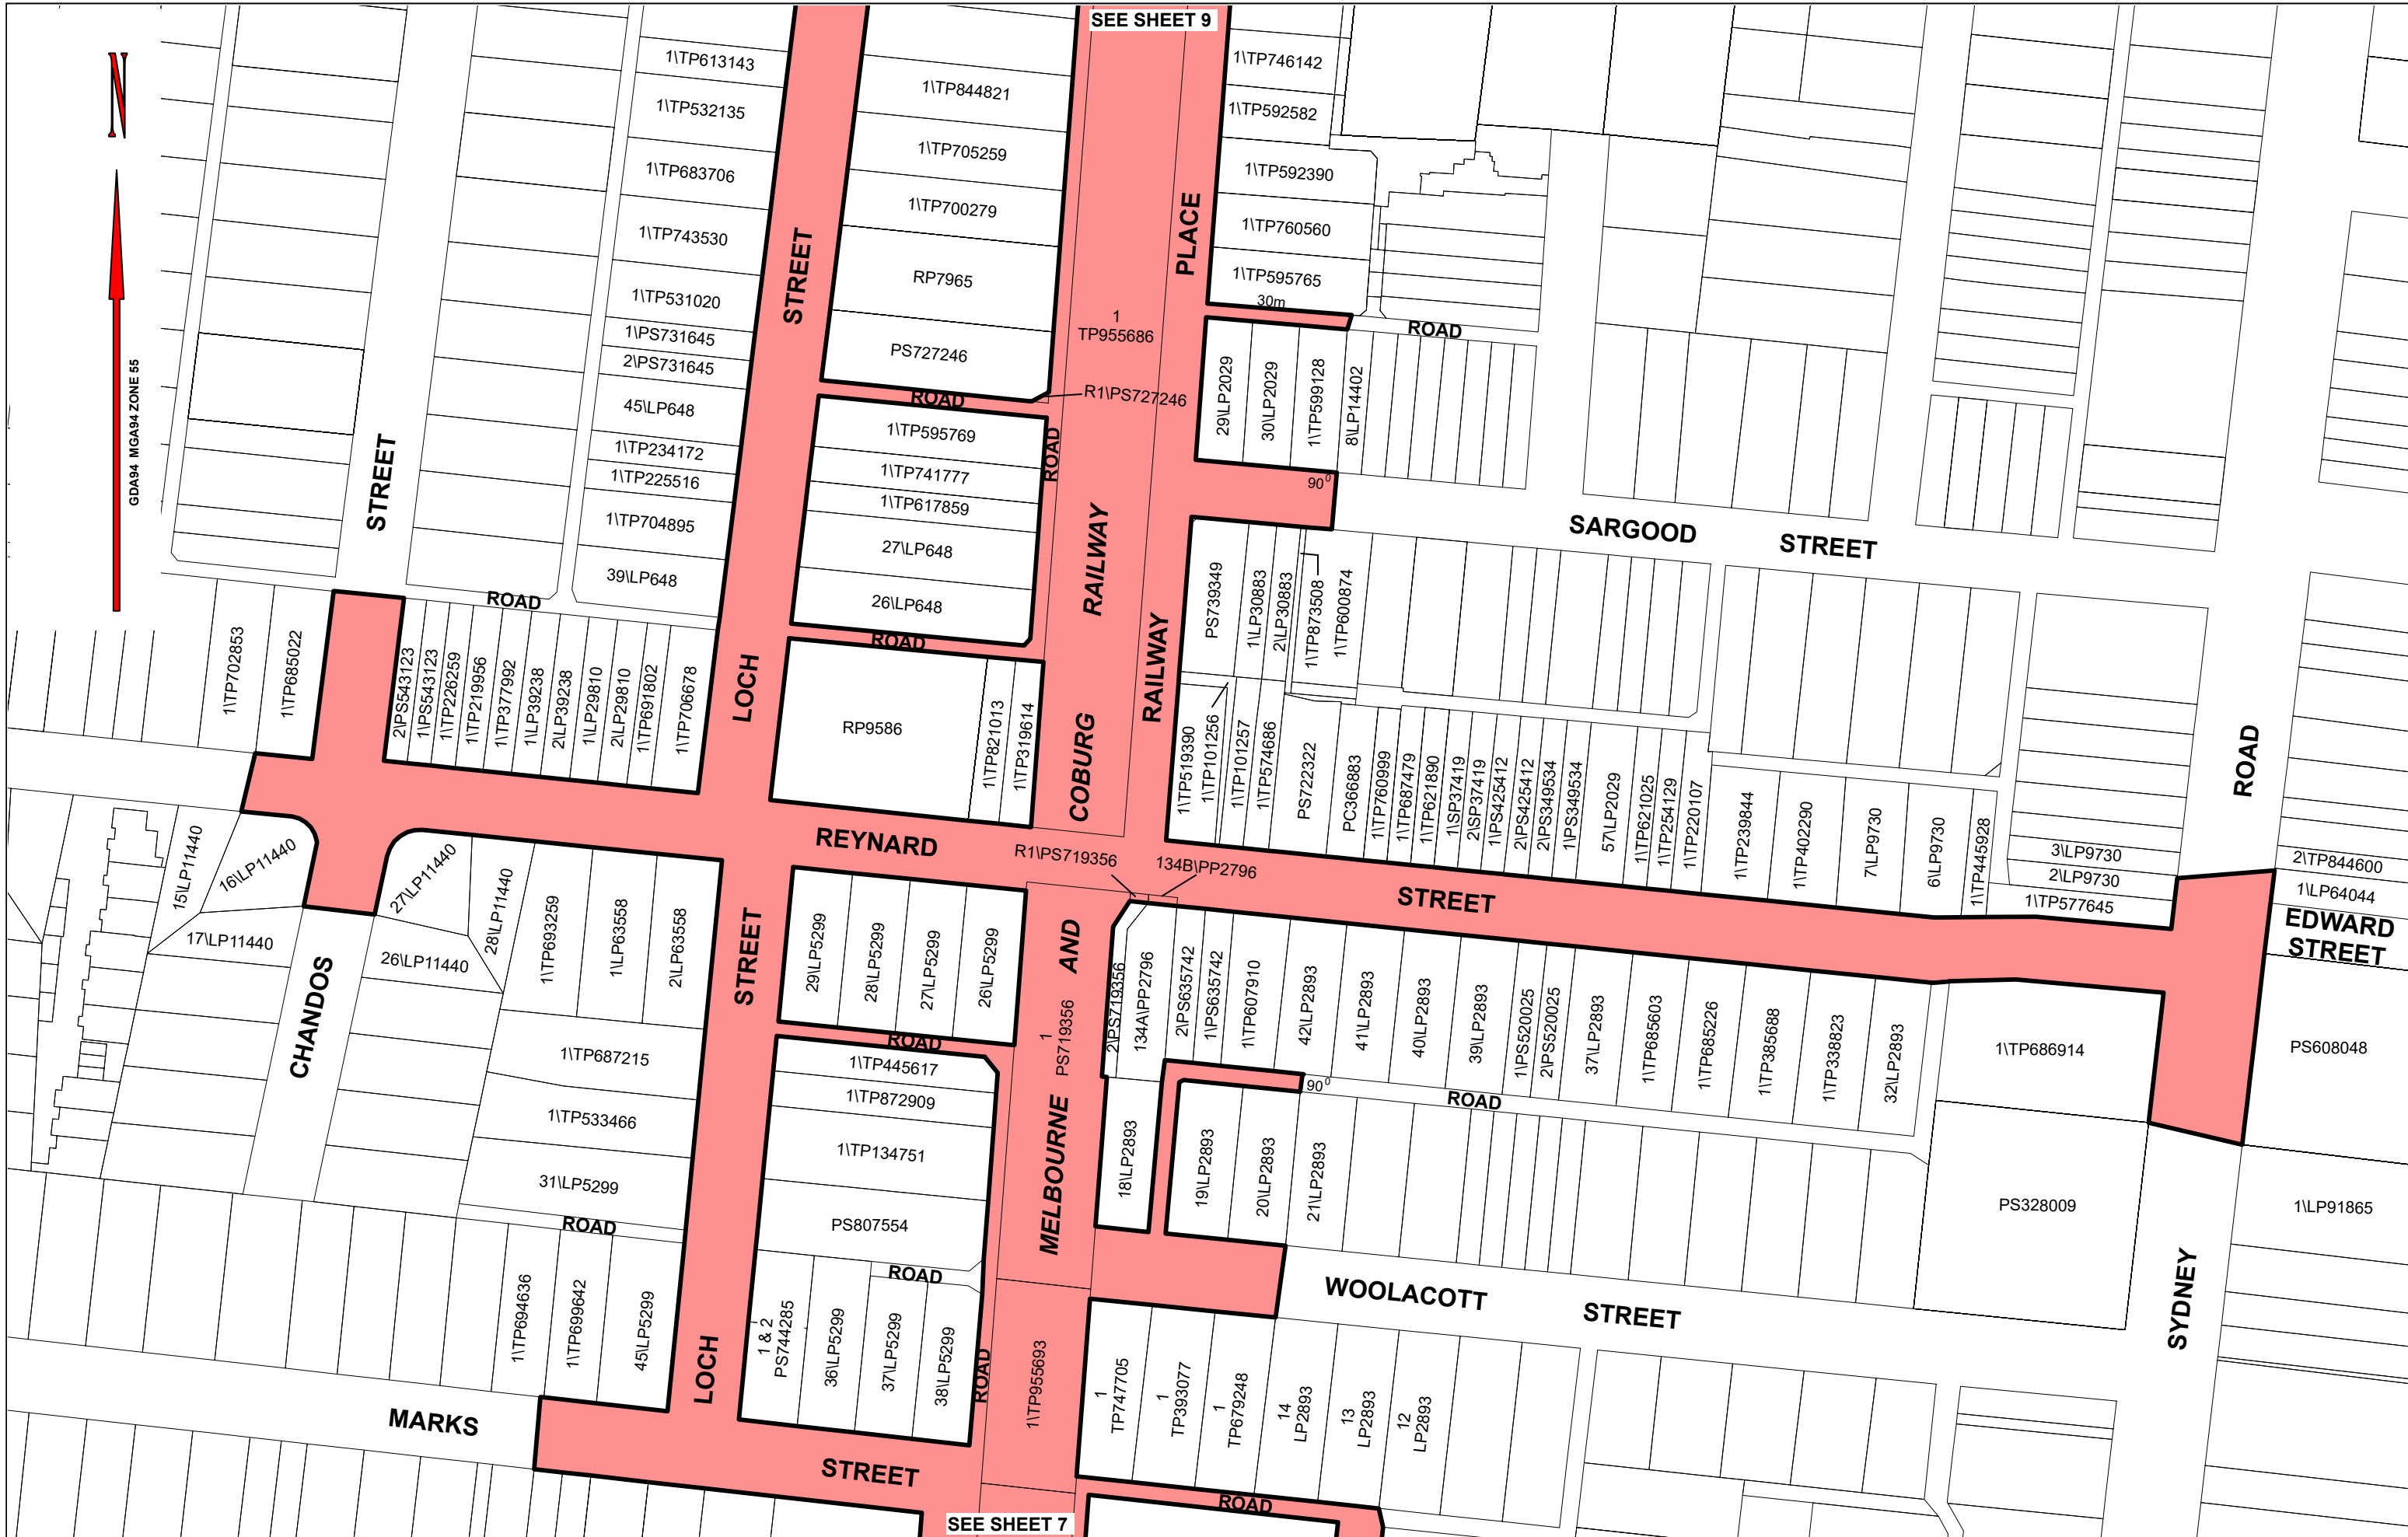 SEE SHEET 9
N
GDA94 MGA94 ZONE 55
1\TP613143
1\TP532135
1\TP683706
1\TP743530
1\TP531020
1\PS731645
2\PS731645
45\LP648
1\TP234172
1\TP225516
1\TP704895
39\LP648
STREET
STREET
1\TP844821
1\TP705259
1\TP700279
RP7965
PS727246
ROAD
R1\PS727246
1\TP595769
1\TP741777
1\TP617859
27\LP648
26\LP648
ROAD
ROAD
1
TP955686
PLACE
1\TP746142
1\TP592582
1\TP592390
1\TP760560
1\TP595765
30m
ROAD
29\LP2029
30\LP2029
1\TP599128
8\LP14402
90⁰
SARGOOD
STREET
RAILWAY
RAILWAY
PS739349
1\LP30883
2\LP30883
1\TP873508
1\TP600874
ROAD
1\TP702853
1\TP685022
2\PS543123
1\PS543123
1\TP226259
1\TP219956
1\TP377992
1\LP39238
2\LP39238
1\LP29810
2\LP29810
1\TP691802
1\TP706678
LOCH
RP9586
1\TP821013
1\TP319614
COBURG
1\TP519390
1\TP101256
1\TP101257
1\TP574686
PS722322
PC366883
1\TP760999
1\TP687479
1\TP621890
1\SP37419
2\SP37419
1\PS425412
2\PS425412
2\PS349534
1\PS349534
57\LP2029
1\TP621025
1\TP254129
1\TP220107
1\TP239844
1\TP402290
7\LP9730
6\LP9730
1\TP445928
3\LP9730
2\LP9730
1\TP577645
ROAD
2\TP844600
1\LP64044
EDWARD
STREET
REYNARD
STREET
R1\PS719356
134B\PP2796
15\LP11440
16\LP11440
17\LP11440
27\LP11440
28\LP11440
26\LP11440
CHANDOS
1\TP693259
1\LP63558
2\LP63558
STREET
29\LP5299
28\LP5299
27\LP5299
26\LP5299
ROAD
AND
1
PS719356
MELBOURNE
2\PS719356
134A\PP2796
2\PS635742
1\PS635742
1\TP607910
42\LP2893
41\LP2893
40\LP2893
39\LP2893
1\PS520025
2\PS520025
37\LP2893
1\TP685603
1\TP685226
1\TP385688
1\TP338823
32\LP2893
1\TP686914
PS608048
1\TP687215
1\TP533466
31\LP5299
ROAD
1\TP445617
1\TP872909
1\TP134751
PS807554
ROAD
18\LP2893
19\LP2893
20\LP2893
21\LP2893
90⁰
ROAD
PS328009
1\LP91865
WOOLACOTT
STREET
SYDNEY
1\TP694636
1\TP699642
45\LP5299
LOCH
1 & 2
PS744285
36\LP5299
37\LP5299
38\LP5299
ROAD
1\TP955693
1
TP747705
1
TP393077
1
TP679248
14
LP2893
13
LP2893
12
LP2893
MARKS
STREET
ROAD
SEE SHEET 7